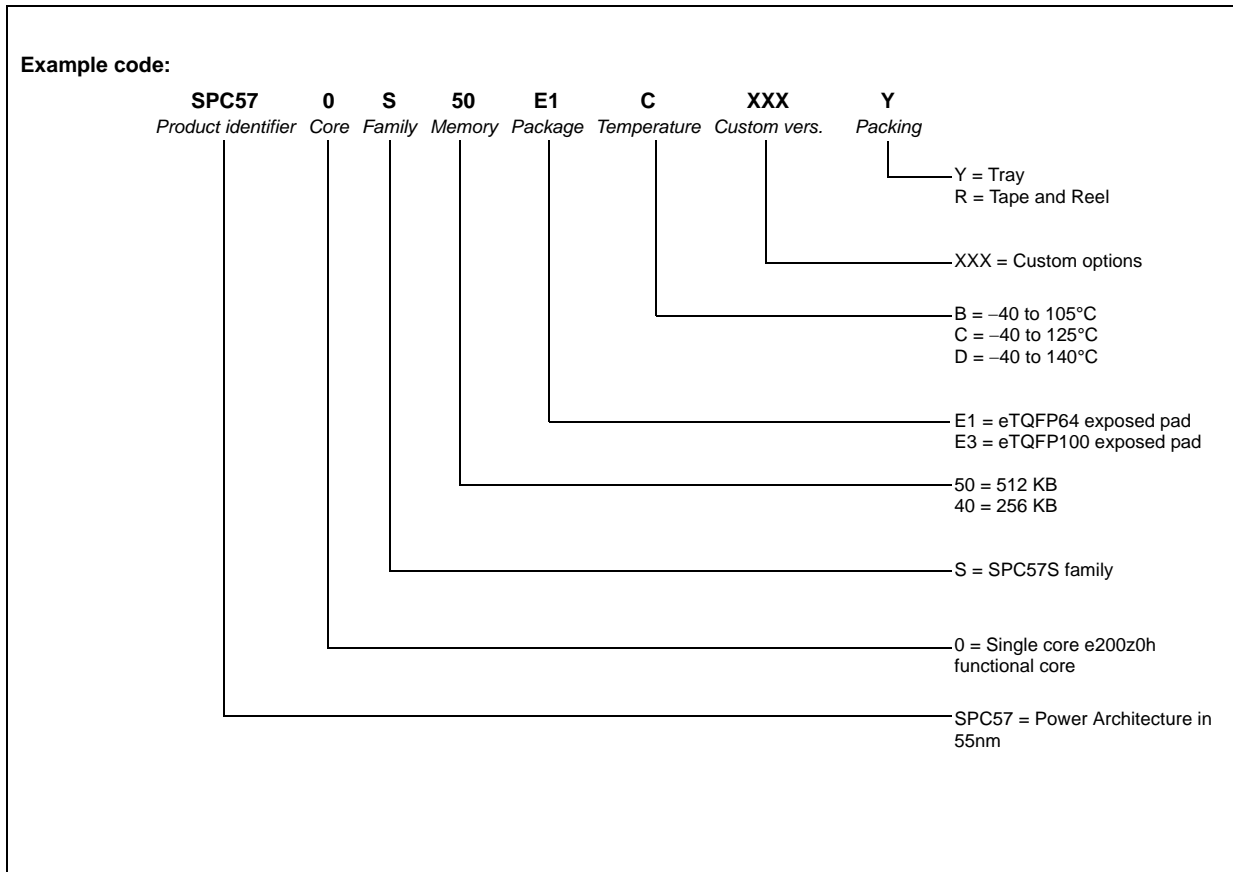 Example code:
SPC57 0 S 50 E1 C XXX Y
Product identifier Core Family Memory Package Temperature Custom vers. Packing
Y = Tray
R = Tape and Reel
XXX = Custom options
B = −40 to 105°C
C = −40 to 125°C
D = −40 to 140°C
E1 = eTQFP64 exposed pad
E3 = eTQFP100 exposed pad
50 = 512 KB
40 = 256 KB
S = SPC57S family
0 = Single core e200z0h
functional core
SPC57 = Power Architecture in
55nm